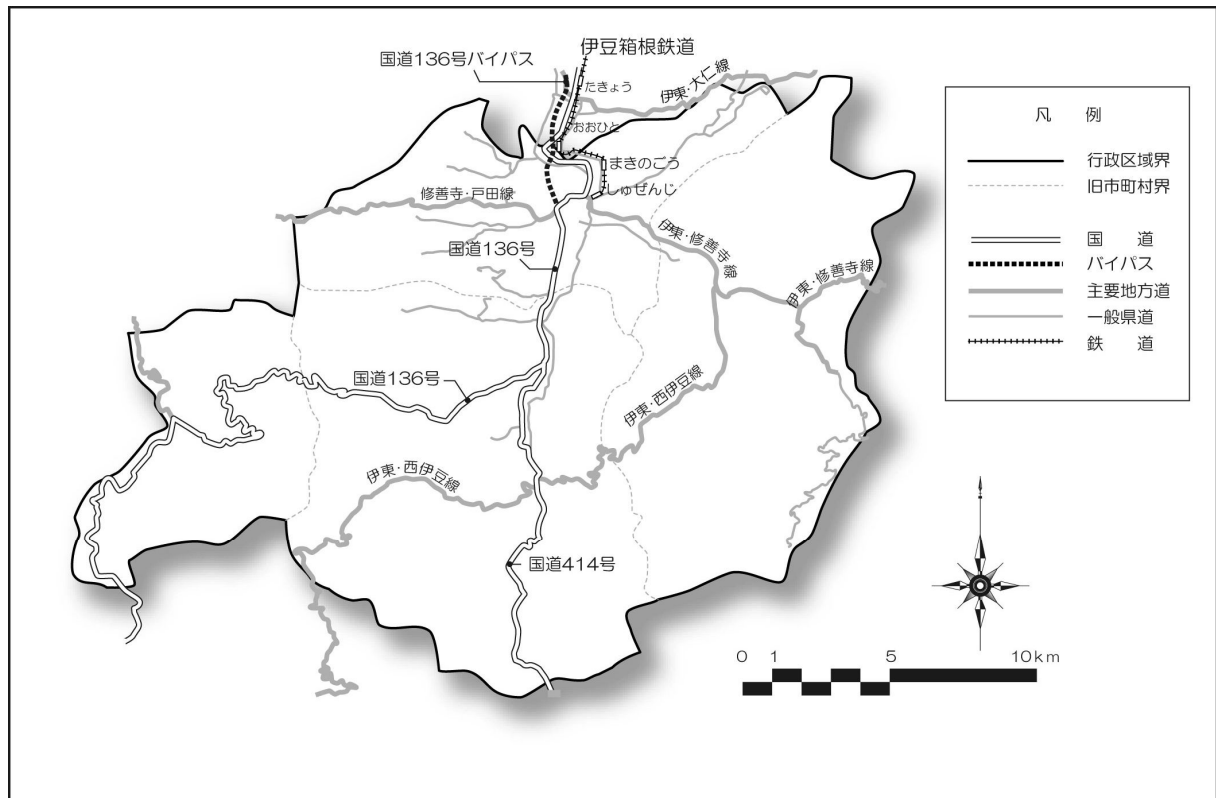 伊豆箱根鉄道
国道136号バイパス
たきょう
伊東・大仁線
おおひと
まきのこう
しゅぜんじ
修善寺・戸田線
伊東・修善寺線
国道136号
伊東・修善寺線
国道136号
伊東・西伊豆線
伊東・西伊豆線
国道414号
凡 例
行政区域界
旧市町村界
国 道
バイパス
主要地方道
一般県道
鉄 道
0 1 5 10km